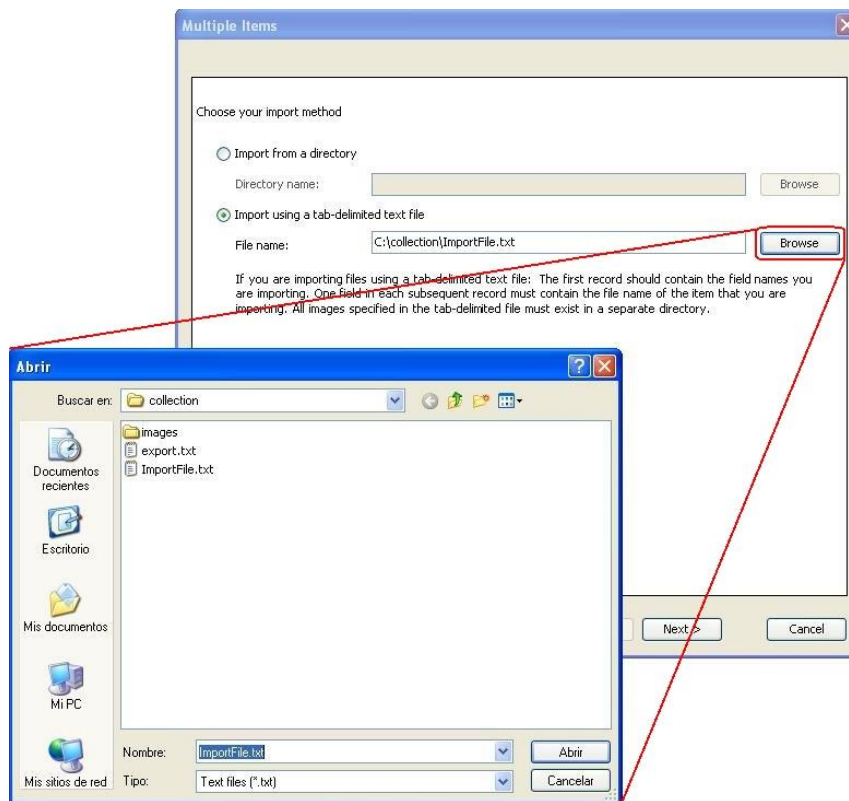 Multiple Items
Choose your import method
Import from a directory
Directory name:
Browse
Import using a tab-delimited text file
File name:
C:\collection\ImportFile.txt
Browse
If you are importing files using a tab-delimited text file: The first record should contain the field names you
are importing. One field in each subsequent record must contain the file name of the item that you are
importing. All images specified in the tab-delimited file must exist in a separate directory.
Next >
Cancel
Abrir
Buscar en:
collection
images
export.txt
ImportFile.txt
Documentos
recientes
Escritorio
Mis documentos
Mi PC
Mis sitios de red
Nombre:
ImportFile.txt
Abrir
Tipo:
Text files (*.txt)
Cancelar